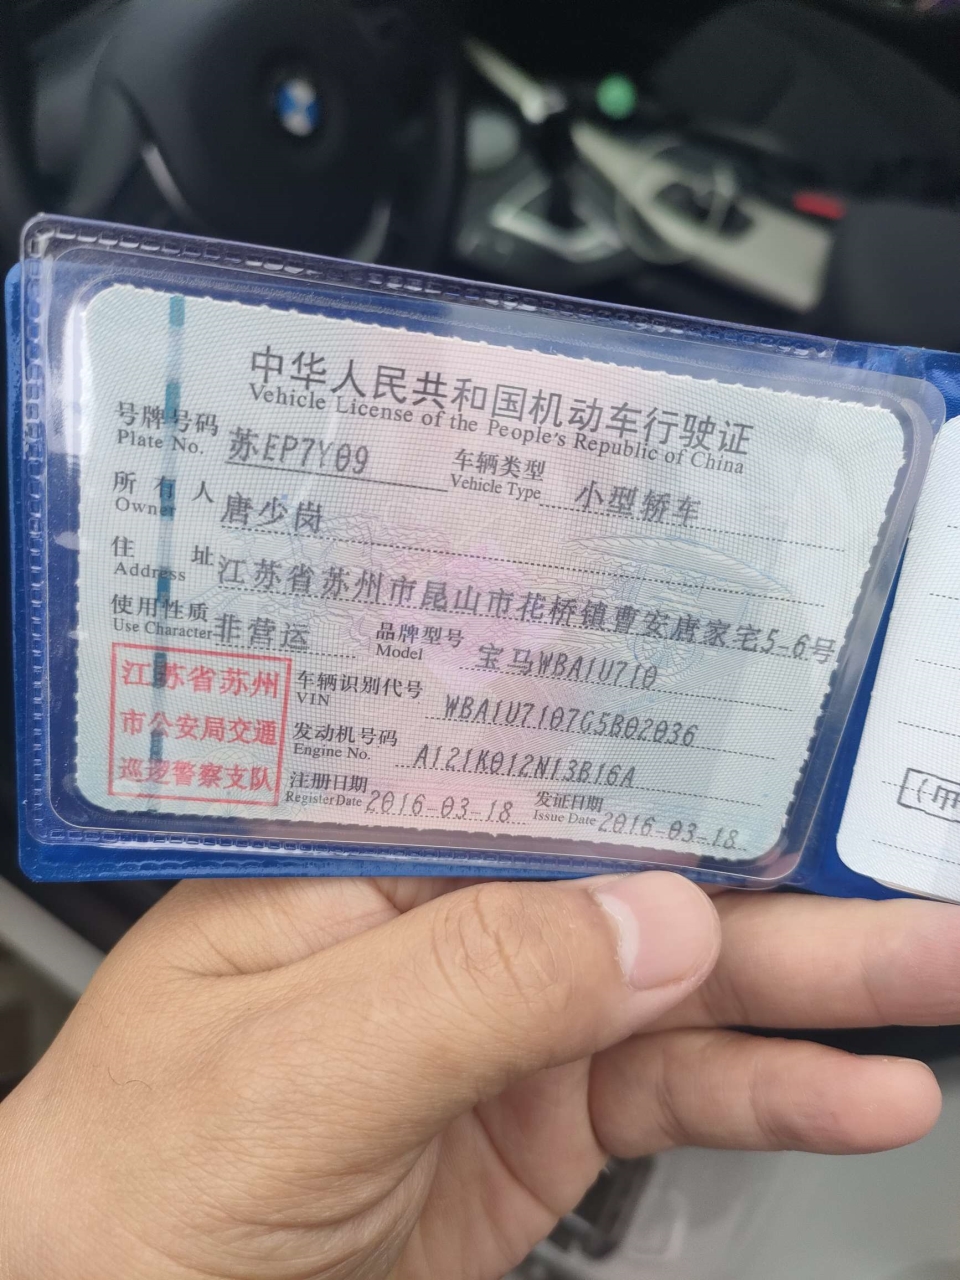 中华人民共和国机动车行驶证
Vehicle License of the People's Republic of China
号牌号码 苏EP7Y09 车辆类型 小型轿车
Plate No. Vehicle Type
所有人 唐少岗
Owner
住址 江苏省苏州市昆山市花桥镇曹安唐家宅5-6号
Address
使用性质 非营运 品牌型号 宝马WBA1U710
Use Character Model
江苏省苏州
市公安局交通
巡逻警察支队
车辆识别代号 WBA1U7107G5B02036
VIN
发动机号码 A121K012N13B16A
Engine No.
注册日期 2016-03-18 发证日期 2016-03-18
Register Date Issue Date